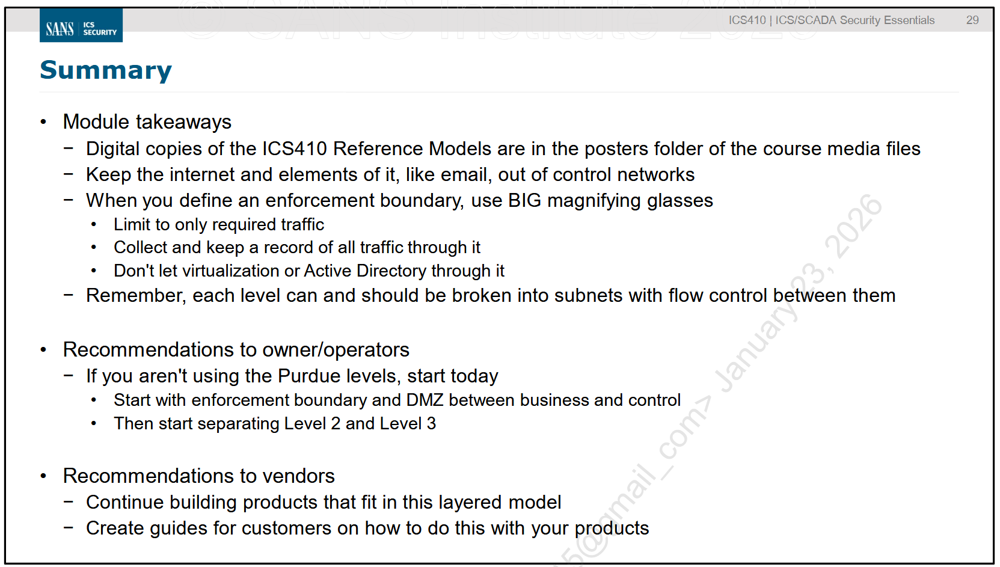 © SANS Institute 2026
SANS
ICS
SECURITY
ICS410 | ICS/SCADA Security Essentials
29
Summary
• Module takeaways
− Digital copies of the ICS410 Reference Models are in the posters folder of the course media files
− Keep the internet and elements of it, like email, out of control networks
− When you define an enforcement boundary, use BIG magnifying glasses
• Limit to only required traffic
• Collect and keep a record of all traffic through it
• Don't let virtualization or Active Directory through it
− Remember, each level can and should be broken into subnets with flow control between them
• Recommendations to owner/operators
− If you aren't using the Purdue levels, start today
• Start with enforcement boundary and DMZ between business and control
• Then start separating Level 2 and Level 3
• Recommendations to vendors
− Continue building products that fit in this layered model
− Create guides for customers on how to do this with your products
5@gmail_com> January 23, 2026